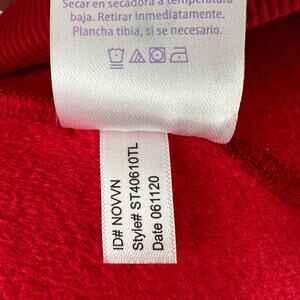 Secar en secadora a temperatura
baja. Retirar inmediatamente.
Plancha tibia, si se necesario.
ID# NOVVN
Style# ST40610TL
Date 061120